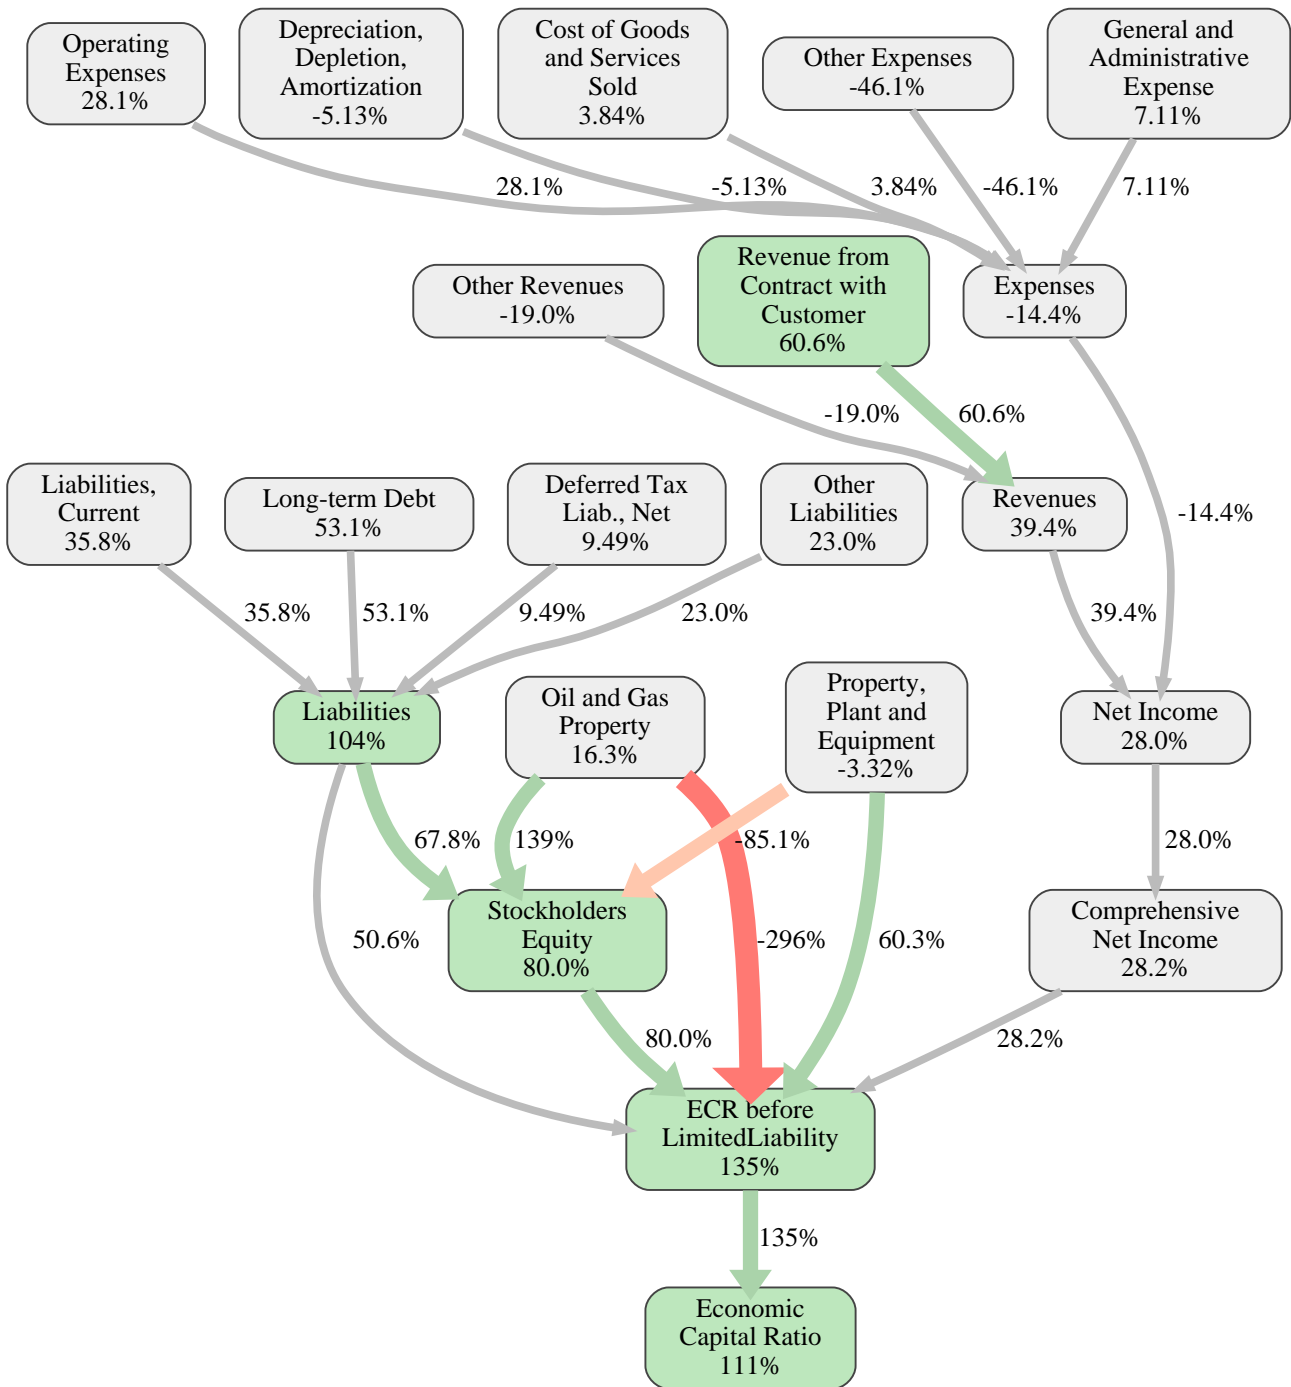 Operating
Expenses
28.1%
Depreciation,
Depletion,
Amortization
-5.13%
Cost of Goods
and Services
Sold
3.84%
Other Expenses
-46.1%
General and
Administrative
Expense
7.11%
28.1%
-5.13%
3.84%
-46.1%
7.11%
Other Revenues
-19.0%
Revenue from
Contract with
Customer
60.6%
Expenses
-14.4%
-19.0%
60.6%
Liabilities,
Current
35.8%
Long-term Debt
53.1%
Deferred Tax
Liab., Net
9.49%
Other
Liabilities
23.0%
Revenues
39.4%
-14.4%
35.8%
53.1%
9.49%
23.0%
39.4%
Liabilities
104%
Oil and Gas
Property
16.3%
Property,
Plant and
Equipment
-3.32%
Net Income
28.0%
67.8%
139%
-85.1%
28.0%
Stockholders
Equity
80.0%
50.6%
-296%
60.3%
Comprehensive
Net Income
28.2%
80.0%
28.2%
ECR before
LimitedLiability
135%
135%
Economic
Capital Ratio
111%